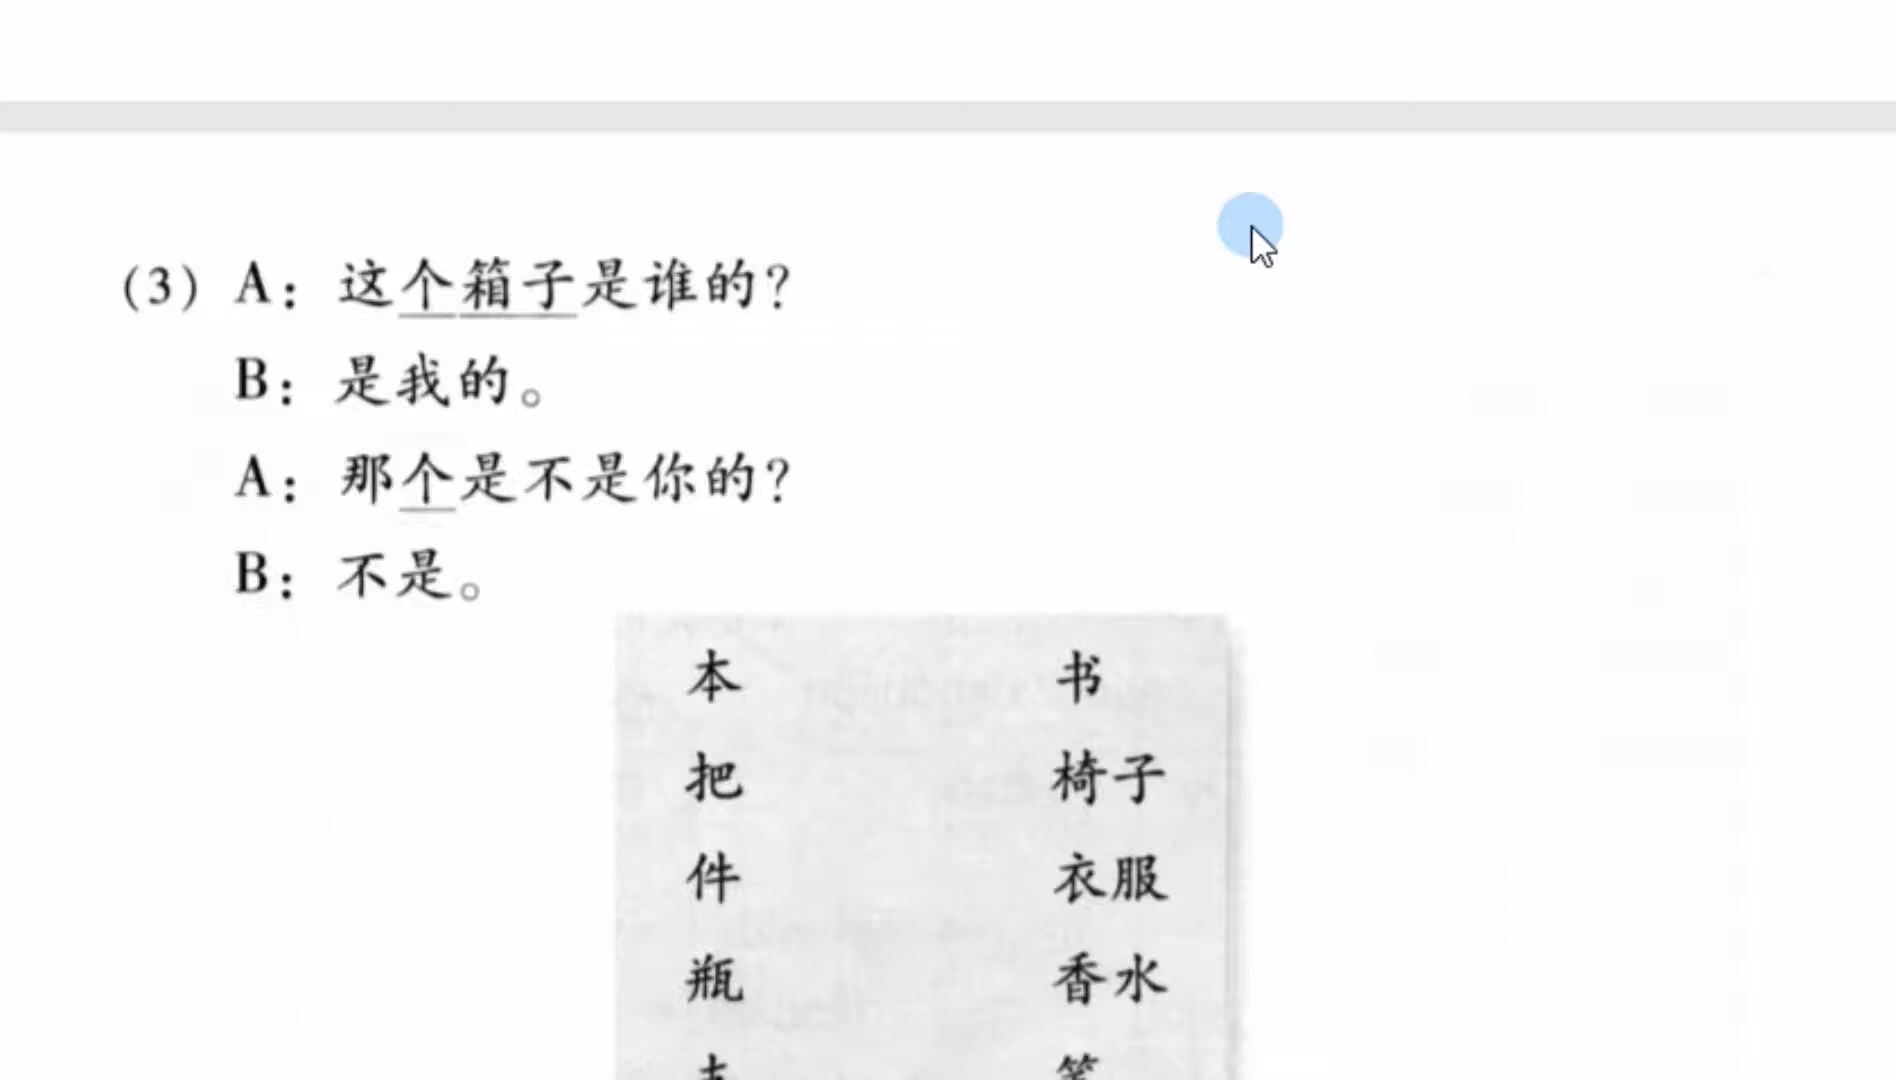 (3) A：这个箱子是谁的？
B：是我的。
A：那个是不是你的？
B：不是。
本 书
把 椅子
件 衣服
瓶 香水